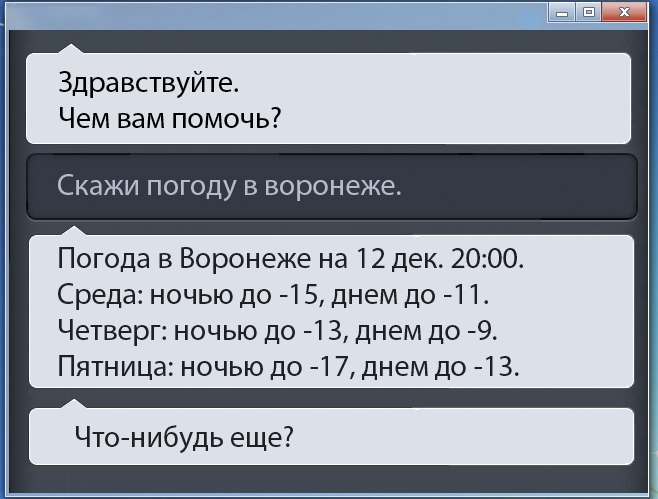 Здравствуйте.
Чем вам помочь?
Скажи погоду в воронеже.
Погода в Воронеже на 12 дек. 20:00.
Среда: ночью до -15, днем до -11.
Четверг: ночью до -13, днем до -9.
Пятница: ночью до -17, днем до -13.
Что-нибудь еще?